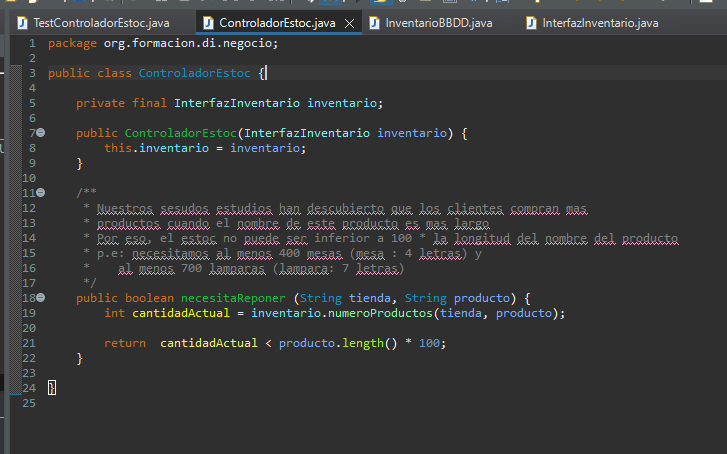 TestControladorEstoc.java ControladorEstoc.java InventarioBBDD.java InterfazInventario.java
1 package org.formacion.di.negocio;
2
3 public class ControladorEstoc {
4
5 private final InterfazInventario inventario;
6
7 public ControladorEstoc(InterfazInventario inventario) {
8 this.inventario = inventario;
9 }
10
11 /**
12 * Nuestros sesudos estudios han descubierto que los clientes compran mas
13 * productos cuando el nombre de este producto es mas largo
14 * Por eso, el estoc no puede ser inferior a 100 * la longitud del nombre del producto
15 * p.e: necesitamos al menos 400 mesas (mesa : 4 letras) y
16 * al menos 700 lamparas (lampara: 7 letras)
17 */
18 public boolean necesitaReponer (String tienda, String producto) {
19 int cantidadActual = inventario.numeroProductos(tienda, producto);
20
21 return cantidadActual < producto.length() * 100;
22 }
23
24 }
25